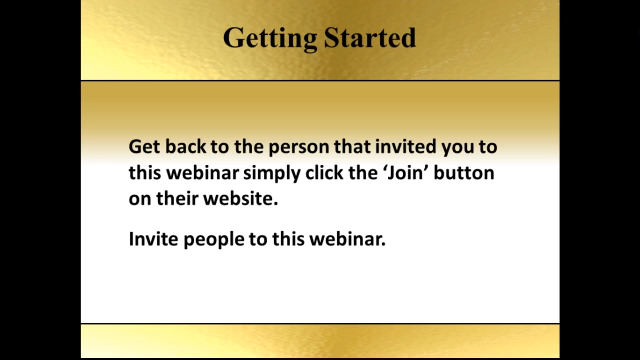 Getting Started
Get back to the person that invited you to
this webinar simply click the ‘Join’ button
on their website.
Invite people to this webinar.